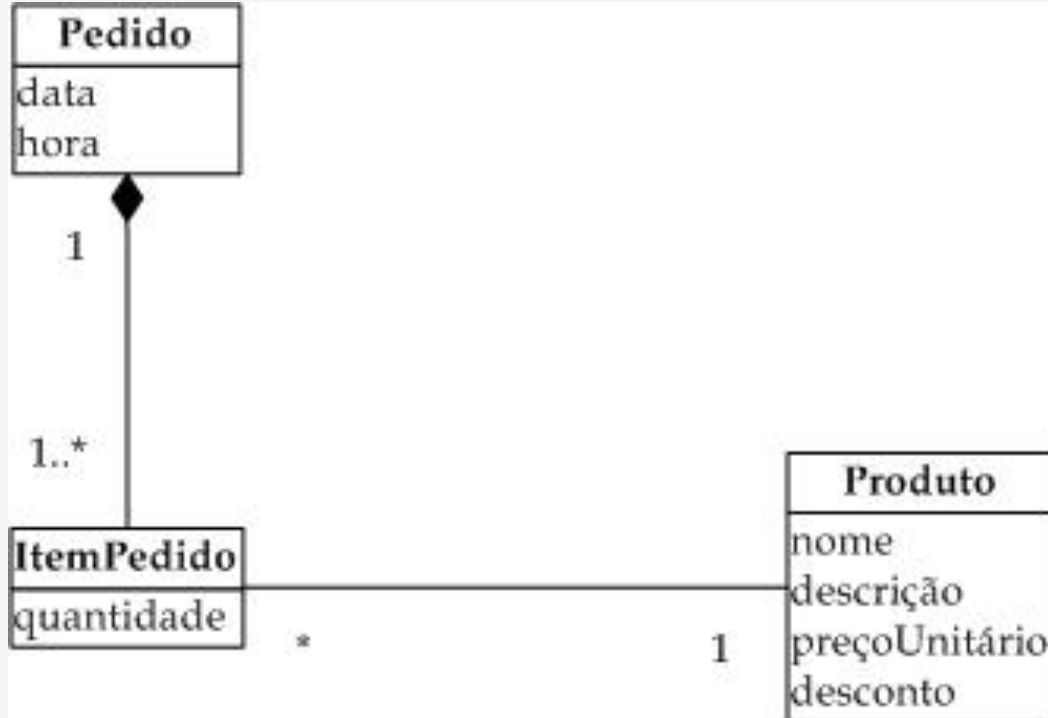 Pedido
data
hora
1
1..*
ItemPedido
quantidade
*
1
Produto
nome
descrição
preçoUnitário
desconto